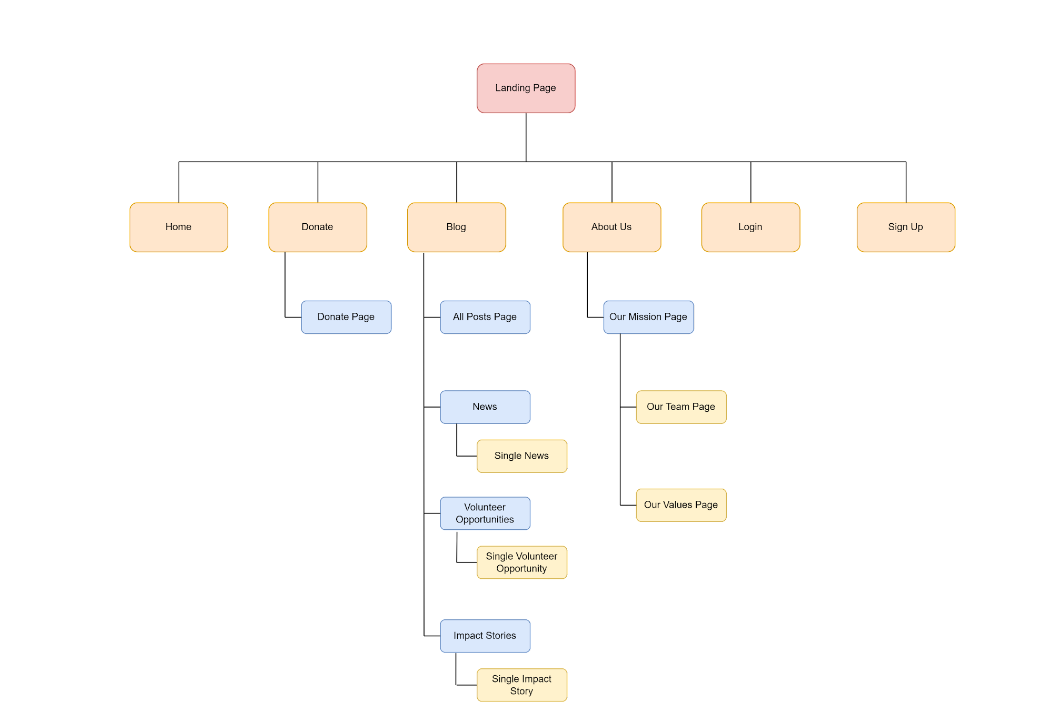 Landing Page
Home
Donate
Blog
About Us
Login
Sign Up
Donate Page
All Posts Page
Our Mission Page
News
Our Team Page
Single News
Volunteer
Opportunities
Our Values Page
Single Volunteer
Opportunity
Impact Stories
Single Impact
Story